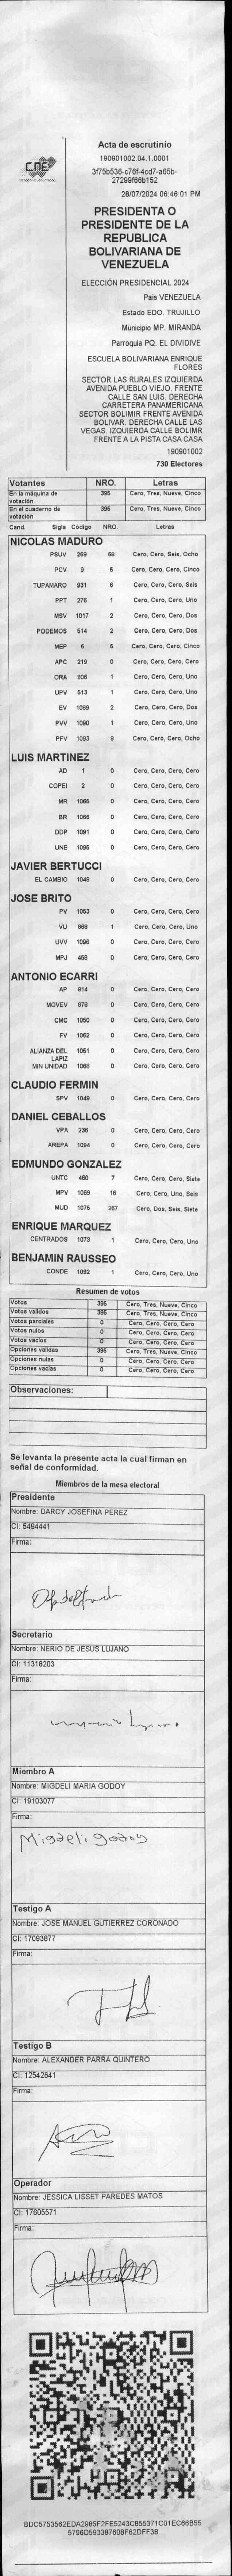 CDE
Acta de escrutinio
190901002.04.1.0001
3f75b536-c76f-4cd7-a65b-
27299f66b152
28/07/2024 06:46:01 PM
PRESIDENTA O
PRESIDENTE DE LA
REPUBLICA
BOLIVARIANA DE
VENEZUELA
ELECCIÓN PRESIDENCIAL 2024
Pais VENEZUELA
Estado EDO. TRUJILLO
Municipio MP. MIRANDA
Parroquia PQ. EL DIVIDIVE
ESCUELA BOLIVARIANA ENRIQUE
FLORES
SECTOR LAS RURALES IZQUIERDA
AVENIDA PUEBLO VIEJO. FRENTE
CALLE SAN LUIS. DERECHA
CARRETERA PANAMERICANA
SECTOR BOLIMIR FRENTE AVENIDA
BOLIVAR. DERECHA CALLE LAS
VEGAS. IZQUIERDA CALLE BOLIMIR
FRENTE A LA PISTA CASA CASA
190901002
730 Electores
Votantes NRO. Letras
En la máquina de votación 395 Cero, Tres, Nueve, Cinco
En el cuaderno de votación 395 Cero, Tres, Nueve, Cinco
Cand. Sigla Código NRO. Letras
NICOLAS MADURO
PSUV 269 68 Cero, Cero, Seis, Ocho
PCV 9 5 Cero, Cero, Cero, Cinco
TUPAMARO 931 6 Cero, Cero, Cero, Seis
PPT 276 1 Cero, Cero, Cero, Uno
MSV 1017 2 Cero, Cero, Cero, Dos
PODEMOS 514 2 Cero, Cero, Cero, Dos
MEP 6 5 Cero, Cero, Cero, Cinco
APC 219 0 Cero, Cero, Cero, Cero
ORA 906 1 Cero, Cero, Cero, Uno
UPV 513 1 Cero, Cero, Cero, Uno
EV 1089 2 Cero, Cero, Cero, Dos
PVV 1090 1 Cero, Cero, Cero, Uno
PFV 1093 8 Cero, Cero, Cero, Ocho
LUIS MARTINEZ
AD 1 0 Cero, Cero, Cero, Cero
COPEI 2 0 Cero, Cero, Cero, Cero
MR 1065 0 Cero, Cero, Cero, Cero
BR 1066 0 Cero, Cero, Cero, Cero
DDP 1091 0 Cero, Cero, Cero, Cero
UNE 1095 0 Cero, Cero, Cero, Cero
JAVIER BERTUCCI
EL CAMBIO 1048 0 Cero, Cero, Cero, Cero
JOSE BRITO
PV 1053 0 Cero, Cero, Cero, Cero
VU 868 1 Cero, Cero, Cero, Uno
UVV 1096 0 Cero, Cero, Cero, Cero
MPJ 458 0 Cero, Cero, Cero, Cero
ANTONIO ECARRI
AP 914 0 Cero, Cero, Cero, Cero
MOVEV 978 0 Cero, Cero, Cero, Cero
CMC 1050 0 Cero, Cero, Cero, Cero
FV 1062 0 Cero, Cero, Cero, Cero
ALIANZA DEL LAPIZ 1051 0 Cero, Cero, Cero, Cero
MIN UNIDAD 1068 0 Cero, Cero, Cero, Cero
CLAUDIO FERMIN
SPV 1049 0 Cero, Cero, Cero, Cero
DANIEL CEBALLOS
VPA 236 0 Cero, Cero, Cero, Cero
AREPA 1094 0 Cero, Cero, Cero, Cero
EDMUNDO GONZALEZ
UNTC 460 7 Cero, Cero, Cero, Siete
MPV 1069 16 Cero, Cero, Uno, Seis
MUD 1076 267 Cero, Dos, Seis, Siete
ENRIQUE MARQUEZ
CENTRADOS 1073 1 Cero, Cero, Cero, Uno
BENJAMIN RAUSSEO
CONDE 1092 1 Cero, Cero, Cero, Uno
Resumen de votos
Votos 395 Cero, Tres, Nueve, Cinco
Votos validos 395 Cero, Tres, Nueve, Cinco
Votos parciales 0 Cero, Cero, Cero, Cero
Votos nulos 0 Cero, Cero, Cero, Cero
Votos vacios 0 Cero, Cero, Cero, Cero
Opciones validas 395 Cero, Tres, Nueve, Cinco
Opciones nulas 0 Cero, Cero, Cero, Cero
Opciones vacias 0 Cero, Cero, Cero, Cero
Observaciones:
Se levanta la presente acta la cual firman en
señal de conformidad.
Miembros de la mesa electoral
Presidente
Nombre: DARCY JOSEFINA PEREZ
CI: 5494441
Firma:
Secretario
Nombre: NERIO DE JESUS LUJANO
CI: 11318203
Firma:
Miembro A
Nombre: MIGDELI MARIA GODOY
CI: 19103077
Firma:
Migdeli Godoy
Testigo A
Nombre: JOSE MANUEL GUTIERREZ CORONADO
CI: 17093877
Firma:
Testigo B
Nombre: ALEXANDER PARRA QUINTERO
CI: 12542641
Firma:
Operador
Nombre: JESSICA LISSET PAREDES MATOS
CI: 17605571
Firma:
BDC5753562EDA2985F2FE5243C855371C01EC66B55
5796D593387608F62DFF38